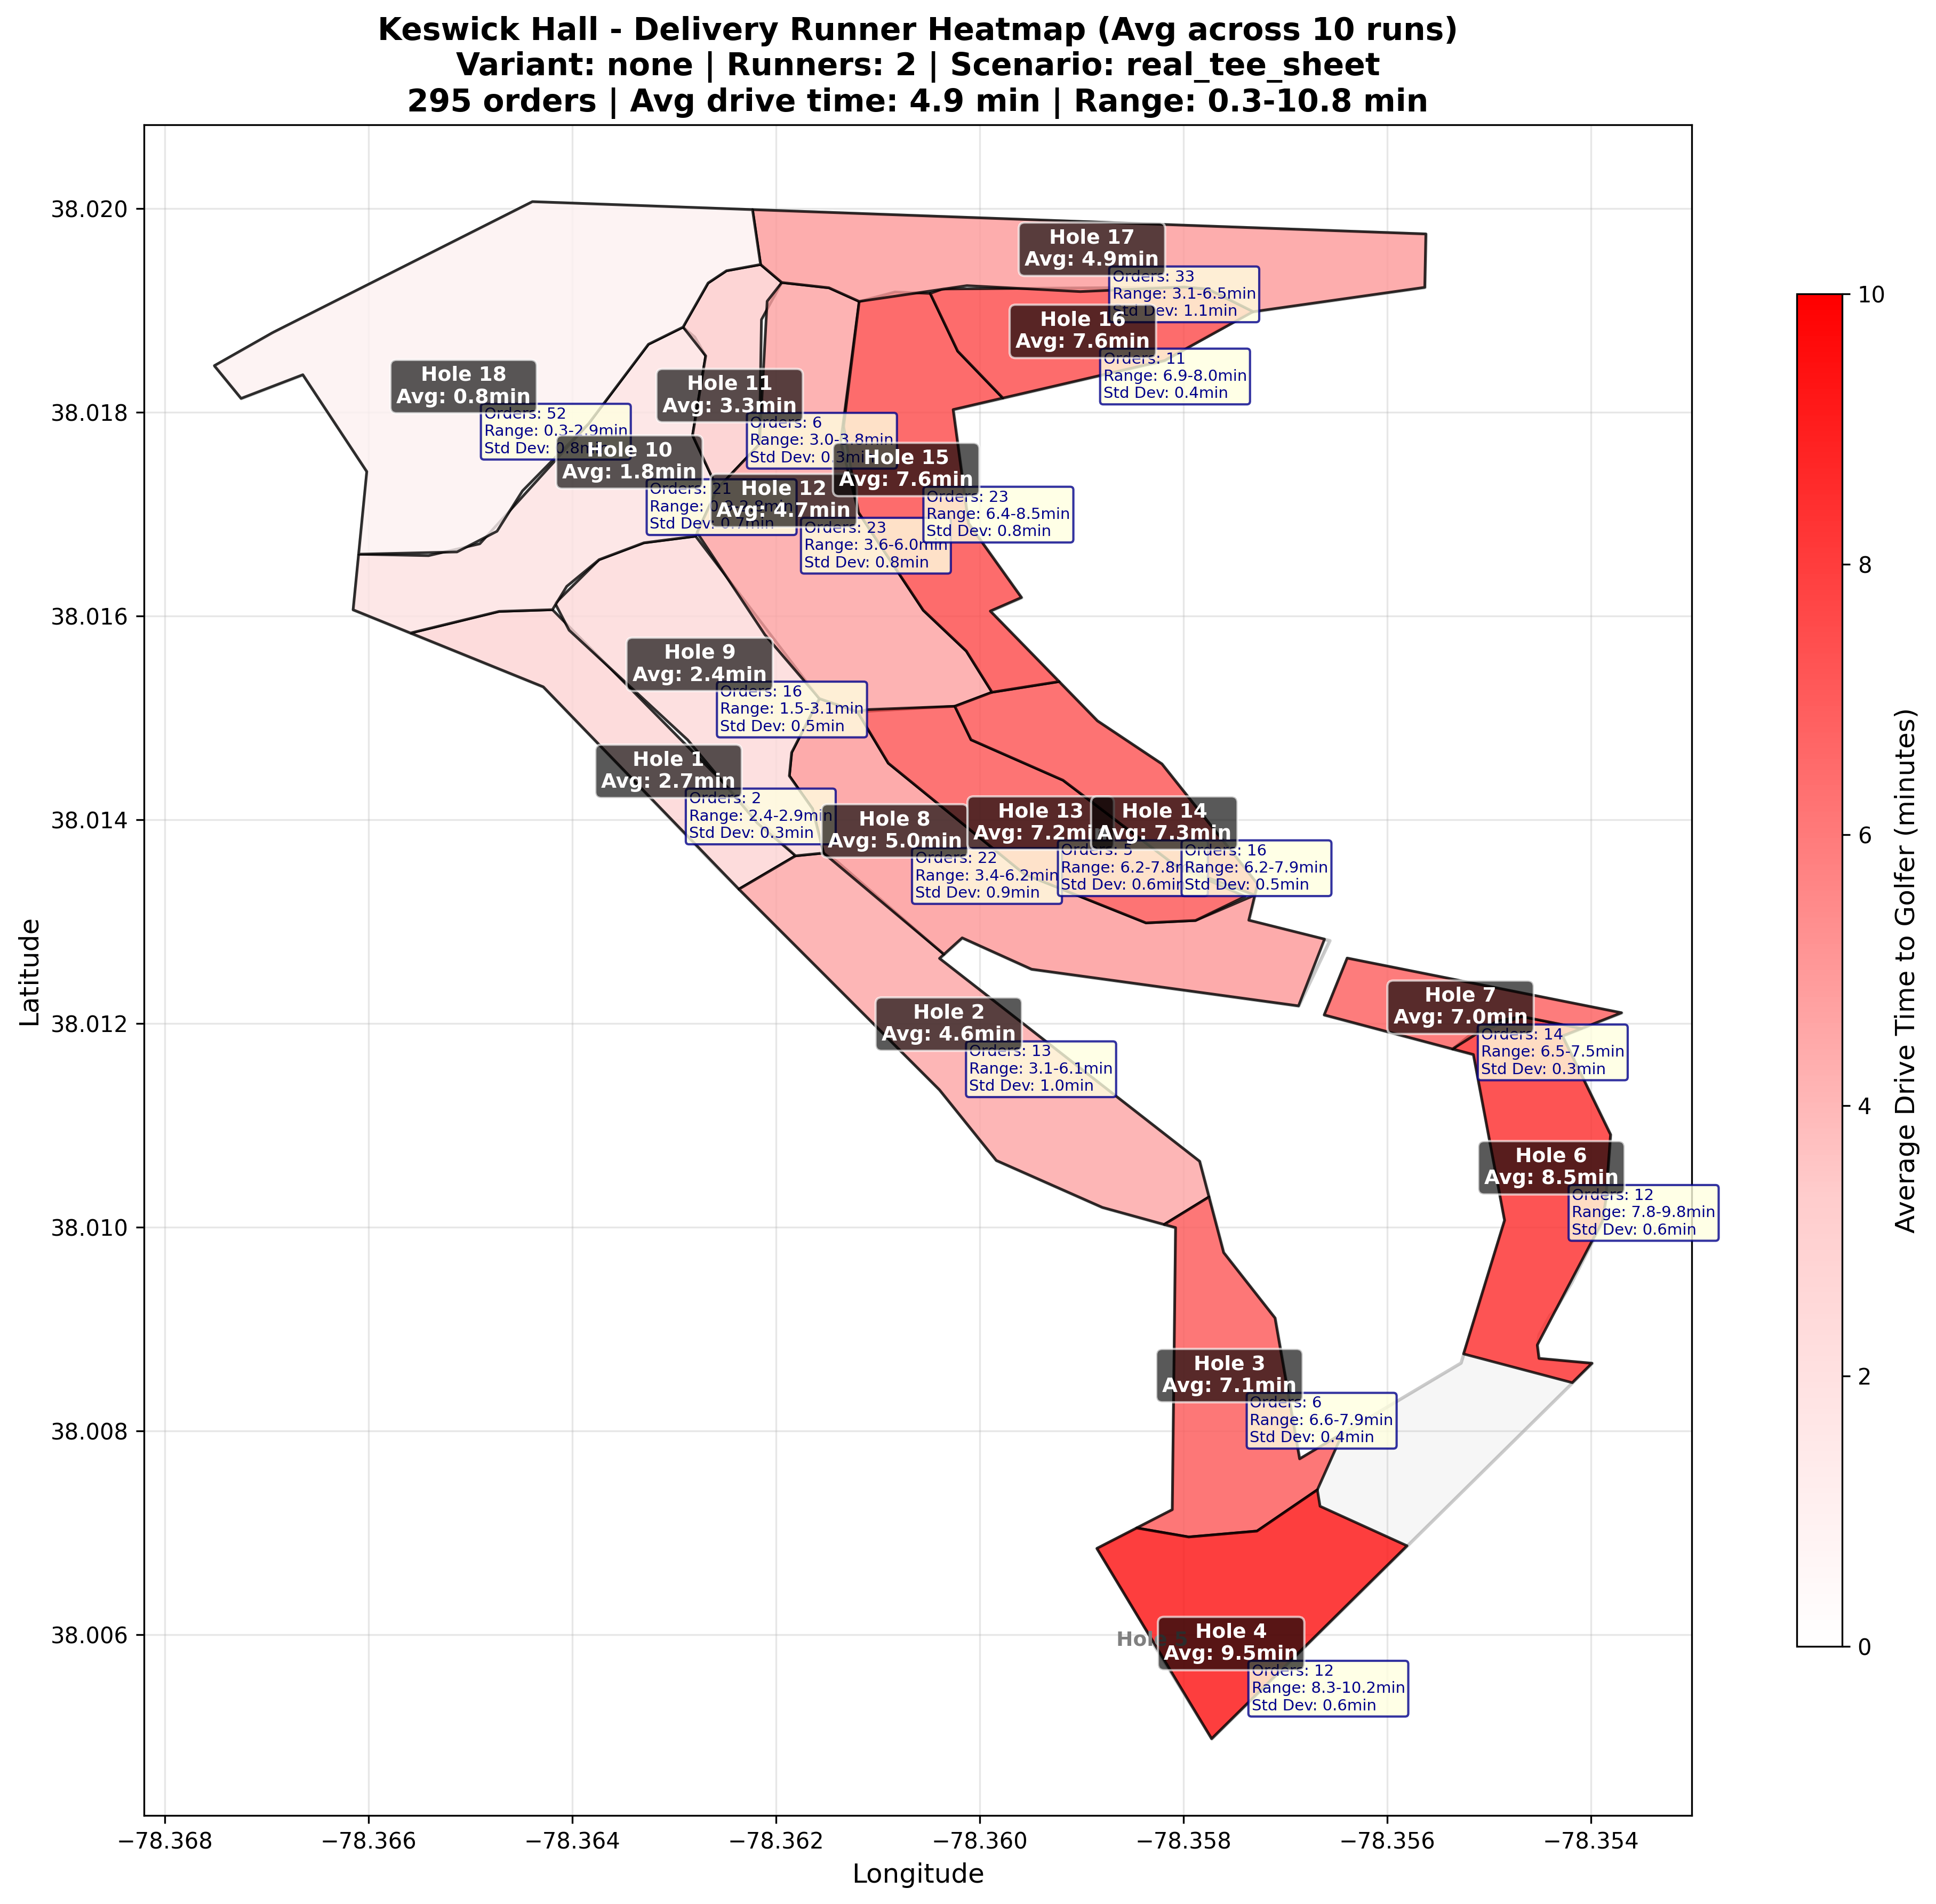 Keswick Hall - Delivery Runner Heatmap (Avg across 10 runs)
Variant: none | Runners: 2 | Scenario: real_tee_sheet
295 orders | Avg drive time: 4.9 min | Range: 0.3-10.8 min
Hole 17
Avg: 4.9min
Orders: 33
Range: 3.1-6.5min
Std Dev: 1.1min
Hole 16
Avg: 7.6min
Orders: 11
Range: 6.9-8.0min
Std Dev: 0.4min
Hole 18
Avg: 0.8min
Orders: 52
Range: 0.3-2.9min
Std Dev: 0.8min
Hole 11
Avg: 3.3min
Orders: 6
Range: 3.0-3.8min
Std Dev: 0.3min
Hole 10
Avg: 1.8min
Orders: 21
Range:
Std Dev: 0.7min
Hole 15
Avg: 7.6min
Orders: 23
Range: 6.4-8.5min
Std Dev: 0.8min
Hole 12
Avg: 4.7min
Orders: 23
Range: 3.6-6.0min
Std Dev: 0.8min
Hole 9
Avg: 2.4min
Orders: 16
Range: 1.5-3.1min
Std Dev: 0.5min
Hole 1
Avg: 2.7min
Orders: 2
Range: 2.4-2.9min
Std Dev: 0.3min
Hole 8
Avg: 5.0min
Orders: 22
Range: 3.4-6.2min
Std Dev: 0.9min
Hole 13
Avg: 7.2min
Orders: 5
Range: 6.2-7.8min
Std Dev: 0.6min
Hole 14
Avg: 7.3min
Orders: 16
Range: 6.2-7.9min
Std Dev: 0.5min
Hole 2
Avg: 4.6min
Orders: 13
Range: 3.1-6.1min
Std Dev: 1.0min
Hole 7
Avg: 7.0min
Orders: 14
Range: 6.5-7.5min
Std Dev: 0.3min
Hole 6
Avg: 8.5min
Orders: 12
Range: 7.8-9.8min
Std Dev: 0.6min
Hole 3
Avg: 7.1min
Orders: 6
Range: 6.6-7.9min
Std Dev: 0.4min
Hole 5
Hole 4
Avg: 9.5min
Orders: 12
Range: 8.3-10.2min
Std Dev: 0.6min
38.020
38.018
38.016
38.014
38.012
38.010
38.008
38.006
Latitude
−78.368
−78.366
−78.364
−78.362
−78.360
−78.358
−78.356
−78.354
Longitude
10
8
6
4
2
0
Average Drive Time to Golfer (minutes)